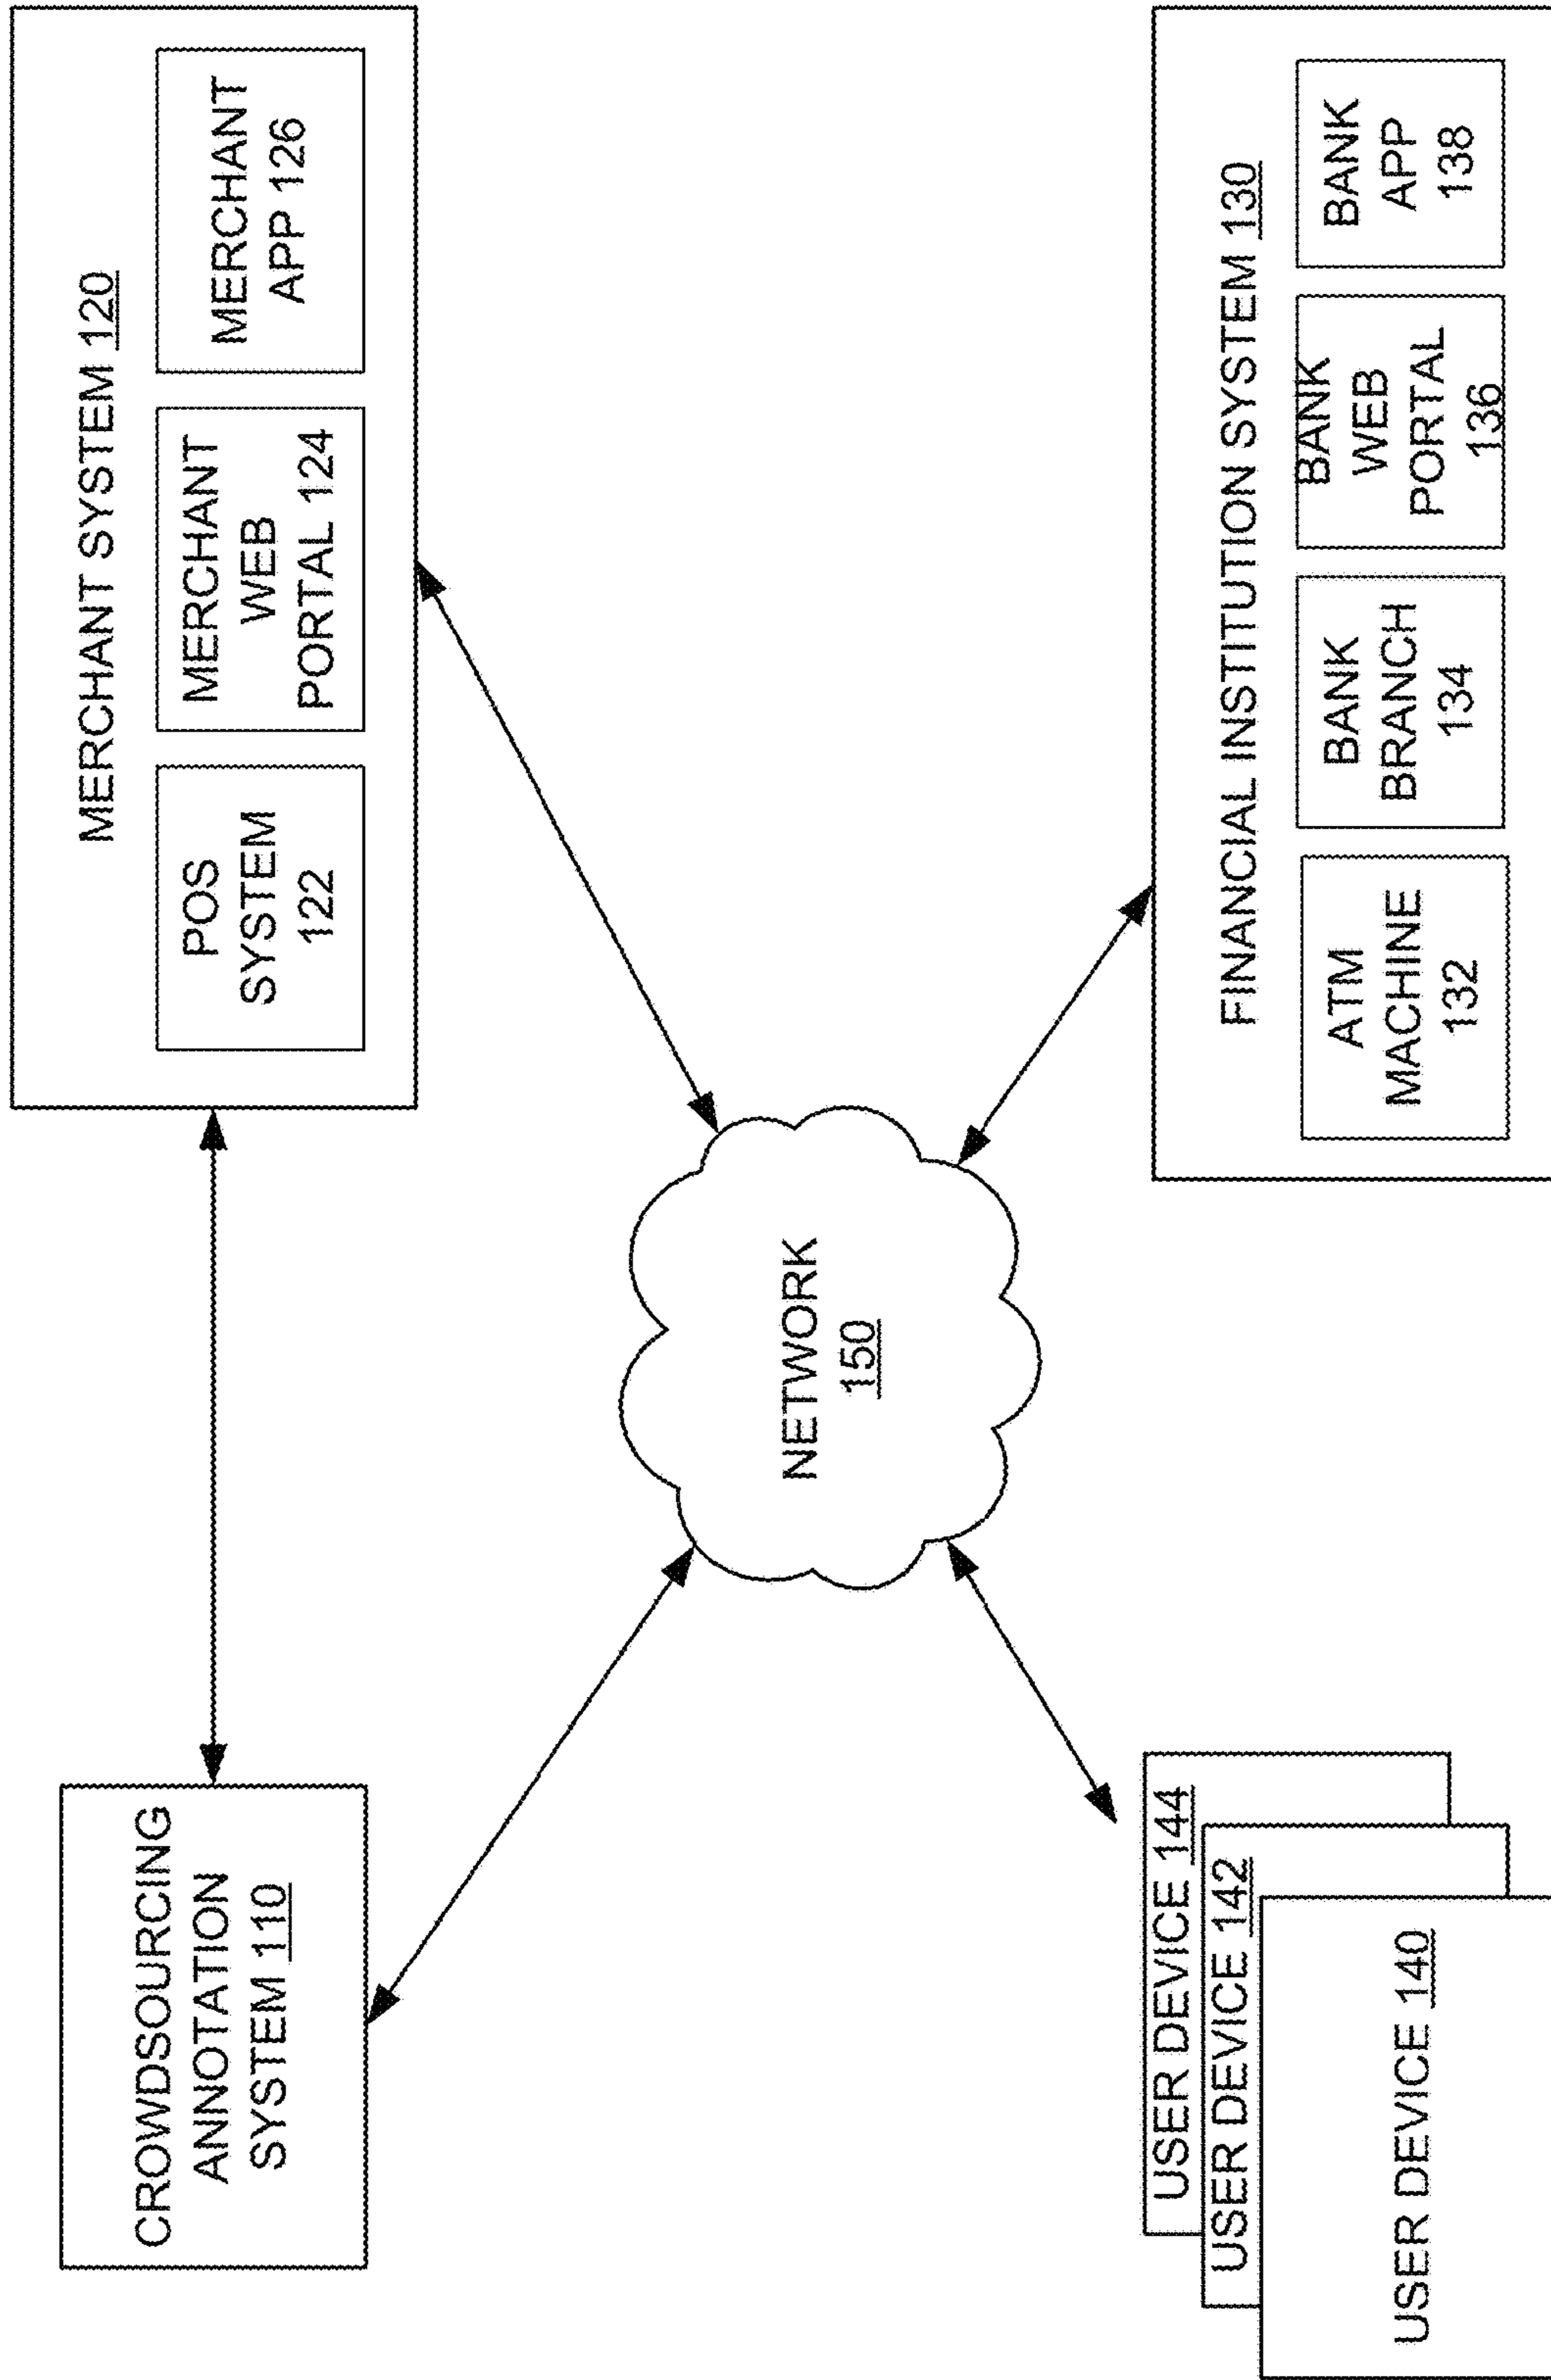 CROWDSOURCING
ANNOTATION
SYSTEM 110
MERCHANT SYSTEM 120
POS
SYSTEM
122
MERCHANT
WEB
PORTAL 124
MERCHANT
APP 126
NETWORK
150
USER DEVICE 144
USER DEVICE 142
USER DEVICE 140
FINANCIAL INSTITUTION SYSTEM 130
ATM
MACHINE
132
BANK
BRANCH
134
BANK
WEB
PORTAL
136
BANK
APP
138